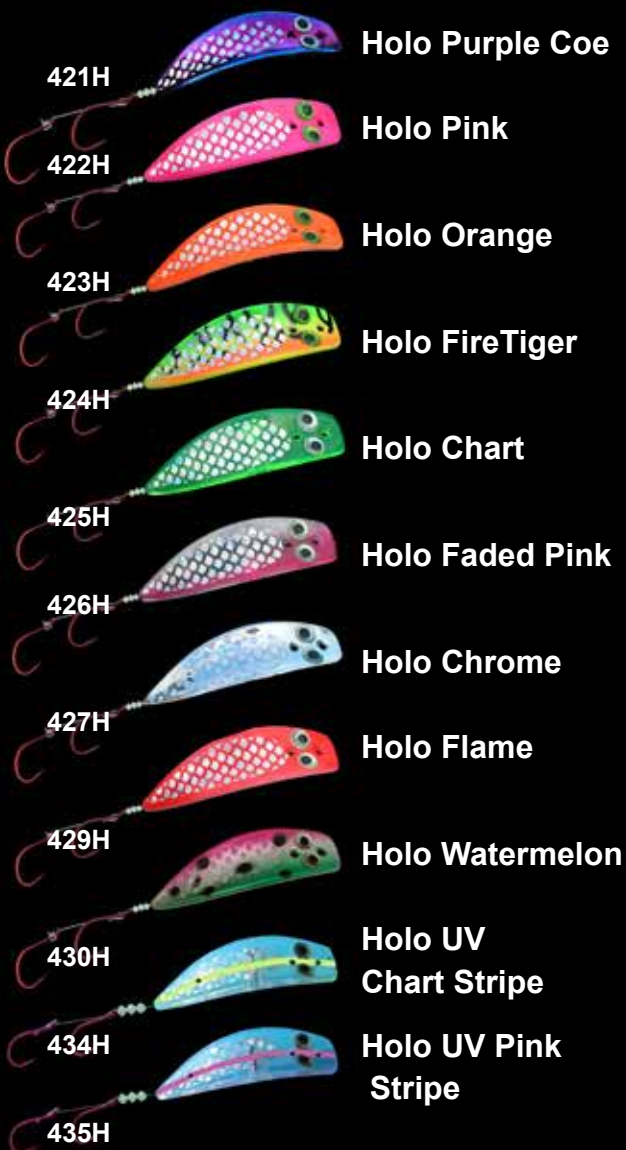 Holo Purple Coe
421H
Holo Pink
422H
Holo Orange
423H
Holo FireTiger
424H
Holo Chart
425H
Holo Faded Pink
426H
Holo Chrome
427H
Holo Flame
429H
Holo Watermelon
430H
Holo UV
Chart Stripe
434H
Holo UV Pink
Stripe
435H